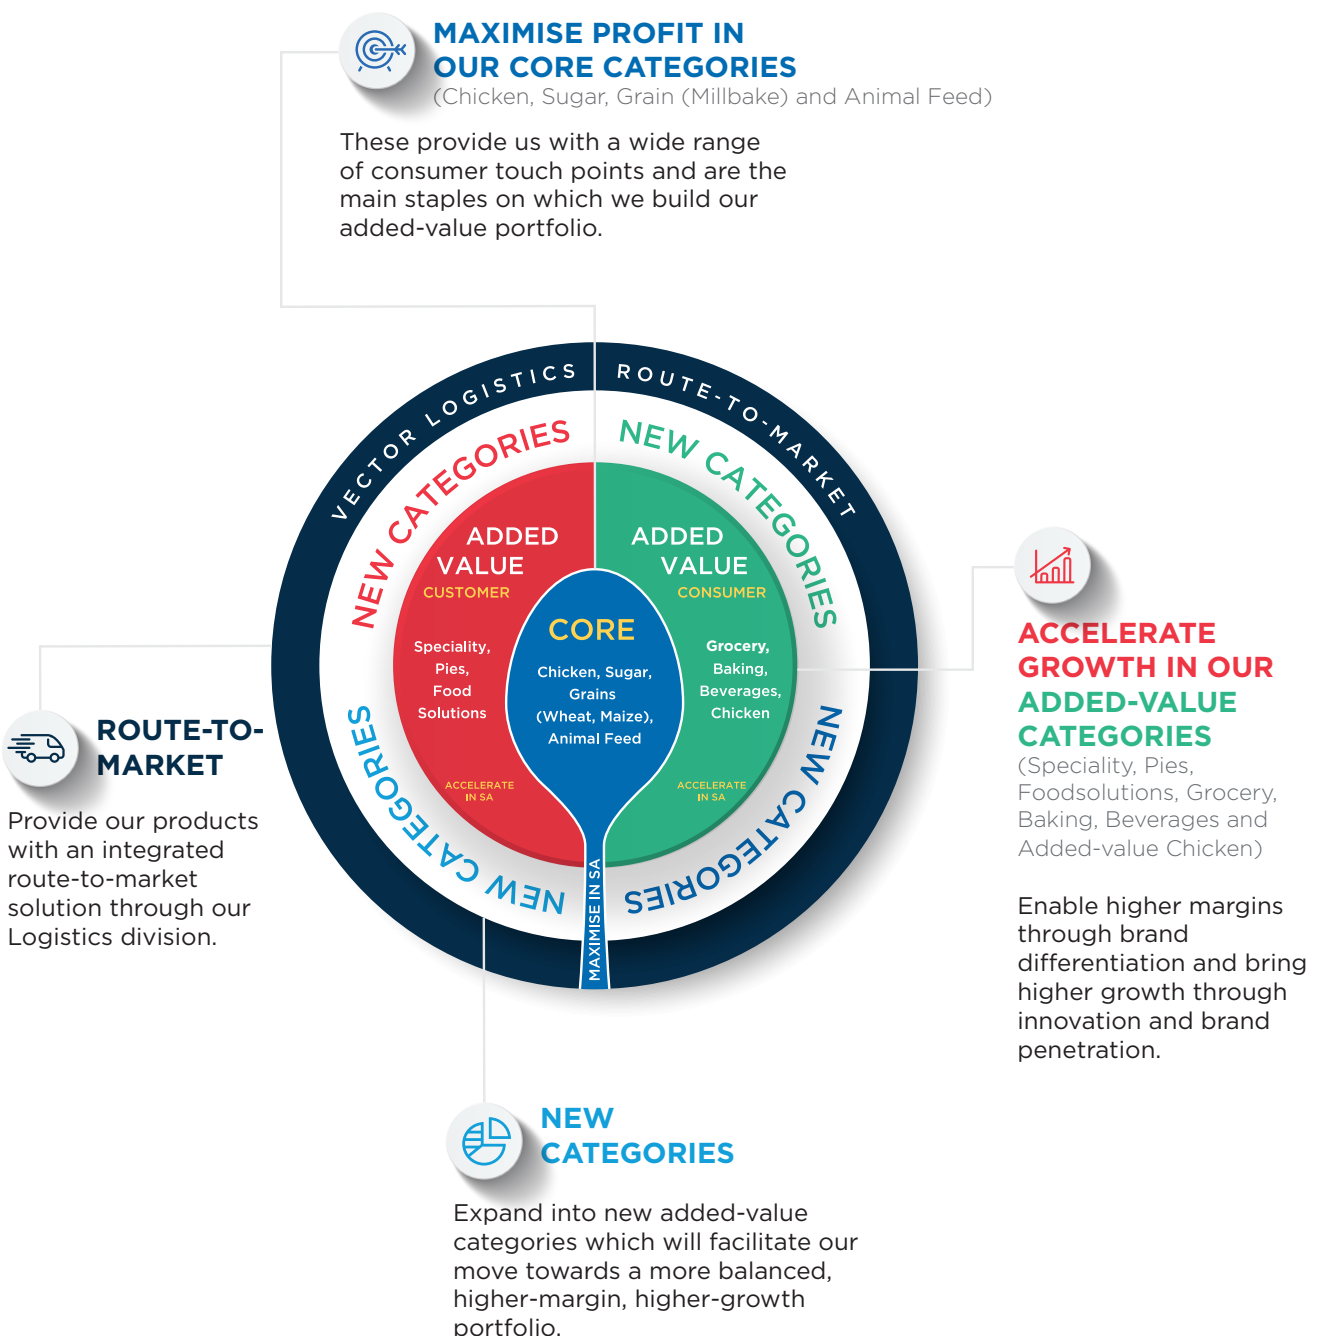 MAXIMISE PROFIT IN
OUR CORE CATEGORIES
(Chicken, Sugar, Grain (Millbake) and Animal Feed)
These provide us with a wide range
of consumer touch points and are the
main staples on which we build our
added-value portfolio.
VECTOR LOGISTICS
ROUTE-TO-MARKET
NEW CATEGORIES
NEW CATEGORIES
ADDED
VALUE
CUSTOMER
Speciality,
Pies,
Food
Solutions
ACCELERATE
IN SA
ADDED
VALUE
CONSUMER
Grocery,
Baking,
Beverages,
Chicken
ACCELERATE
IN SA
CORE
Chicken, Sugar,
Grains
(Wheat, Maize),
Animal Feed
MAXIMISE IN SA
NEW CATEGORIES
NEW CATEGORIES
ROUTE-TO-
MARKET
Provide our products
with an integrated
route-to-market
solution through our
Logistics division.
ACCELERATE
GROWTH IN OUR
ADDED-VALUE
CATEGORIES
(Speciality, Pies,
Foodsolutions, Grocery,
Baking, Beverages and
Added-value Chicken)
Enable higher margins
through brand
differentiation and bring
higher growth through
innovation and brand
penetration.
NEW
CATEGORIES
Expand into new added-value
categories which will facilitate our
move towards a more balanced,
higher-margin, higher-growth
portfolio.